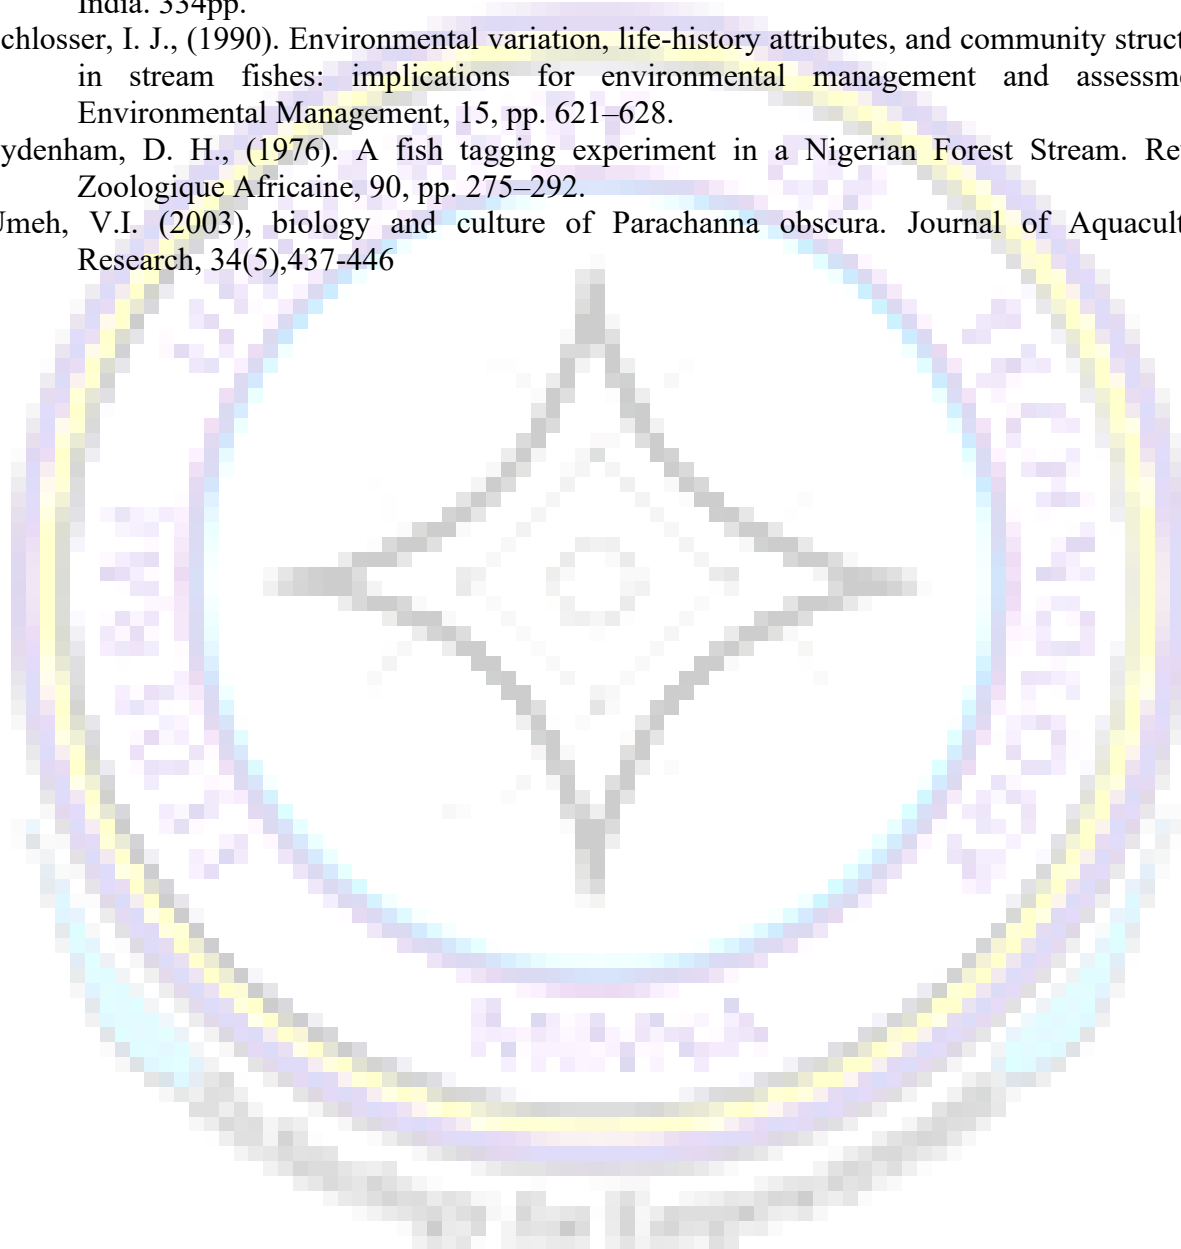 India. 334pp.
chlosser, I. J., (1990). Environmental variation, life-history attributes, and community struct
in stream fishes: implications for environmental management and assessm
Environmental Management, 15, pp. 621–628.
ydenham, D. H., (1976). A fish tagging experiment in a Nigerian Forest Stream. Re
Zoologique Africaine, 90, pp. 275–292.
Umeh, V.I. (2003), biology and culture of Parachanna obscura. Journal of Aquacult
Research, 34(5),437-446